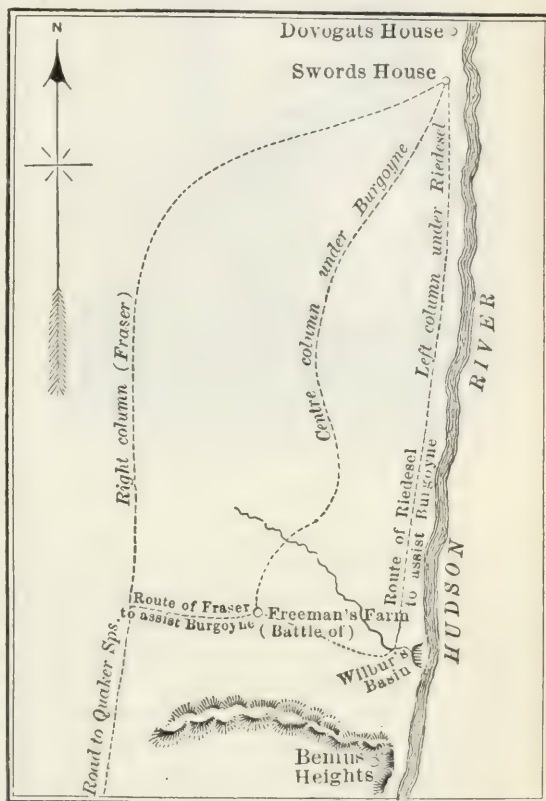 N
Dovogats House
Swords House
Right column (Fraser)
Centre column under Burgoyne
Left column under Riedesel
HUDSON RIVER
Route of Riedesel
to assist Burgoyne
Route of Fraser
to assist Burgoyne
Freeman's Farm
(Battle of)
Wilbur's
Basin
Road to Quaker Sps.
Bemus
Heights